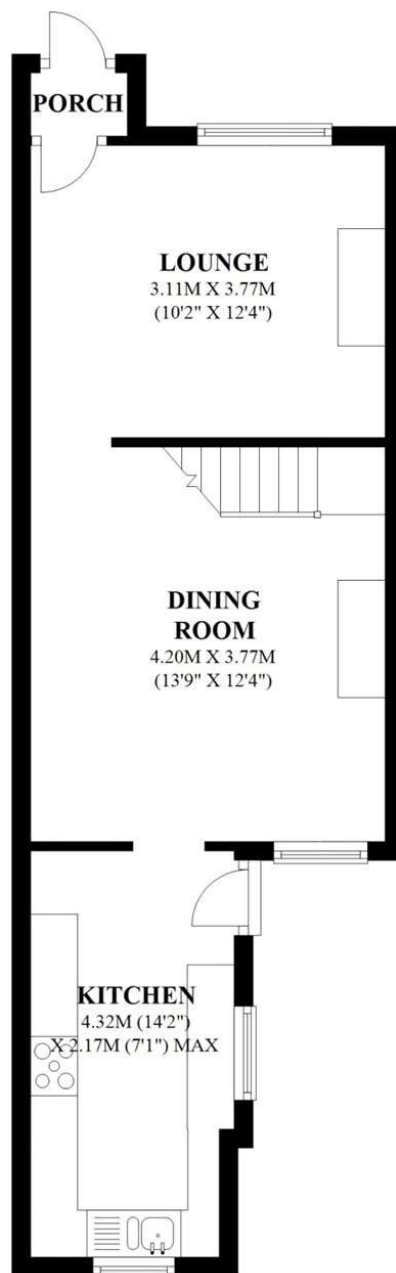 PORCH
LOUNGE
3.11M X 3.77M
(10'2" X 12'4")
DINING
ROOM
4.20M X 3.77M
(13'9" X 12'4")
KITCHEN
4.32M (14'2")
X 2.17M (7'1") MAX